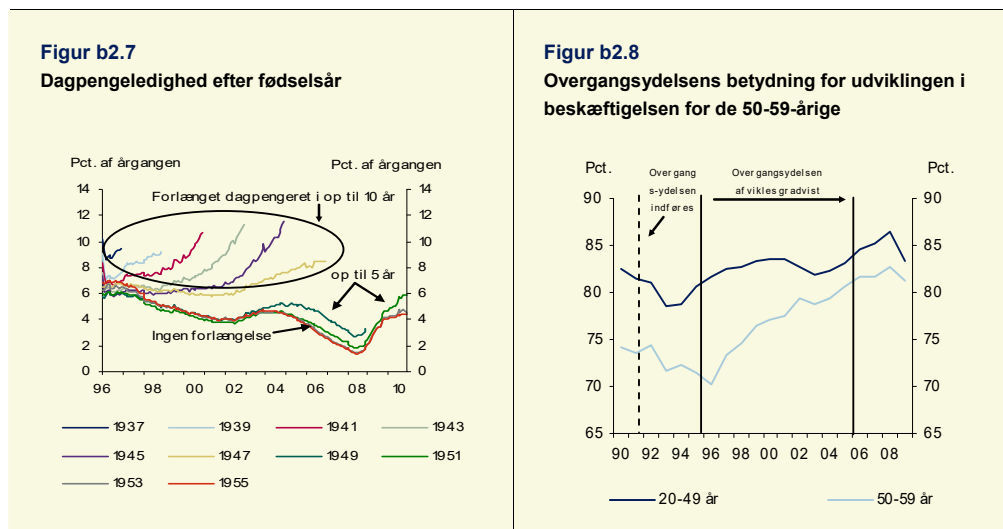 Figur b2.7
Dagpengeledighed efter fødselsår
Pct. af årgangen Pct. af årgangen
14 14
12 12
10 10
8 8
6 6
4 4
2 2
0 0
Forlænget dagpengeret i op til 10 år
op til 5 år
Ingen forlængelse
96 98 00 02 04 06 08 10
1937 1939 1941 1943
1945 1947 1949 1951
1953 1955
Figur b2.8
Overgangsydelsens betydning for udviklingen i
beskæftigelsen for de 50-59-årige
Pct. Pct.
Overgang
s-ydelsen
indføres
Overgangsydelsen
afvikles gradvist
90 90
85 85
80 80
75 75
70 70
65 65
90 92 94 96 98 00 02 04 06 08
20-49 år 50-59 år